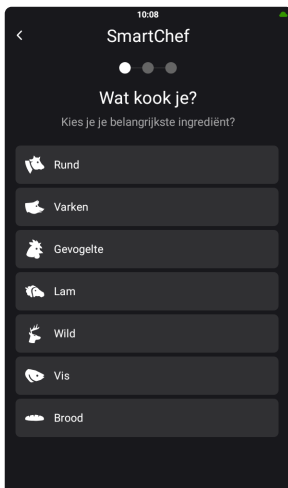 10:08
SmartChef
Wat kook je?
Kies je je belangrijkste ingrediënt?
Rund
Varken
Gevogelte
Lam
Wild
Vis
Brood